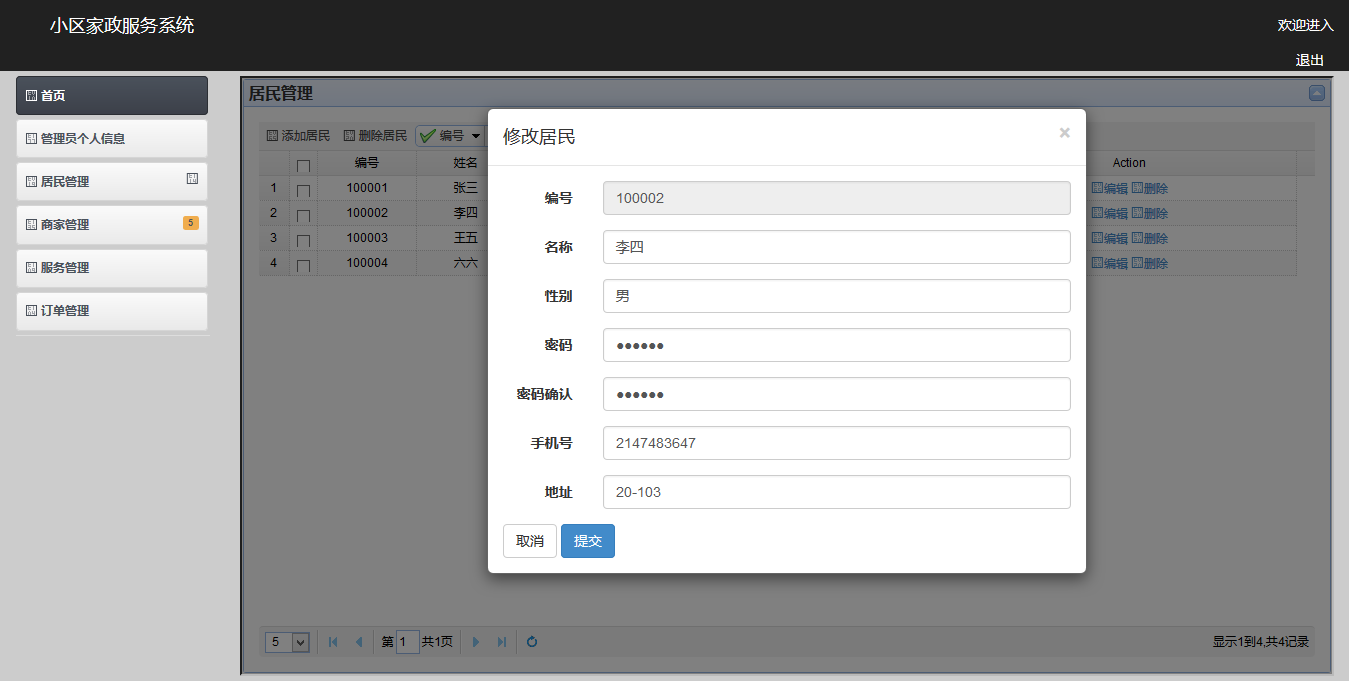 小区家政服务系统
欢迎进入
退出
首页
管理员个人信息
居民管理
商家管理 5
服务管理
订单管理
居民管理
添加居民 删除居民 编号
编号 姓名 Action
1 100001 张三 编辑 删除
2 100002 李四 编辑 删除
3 100003 王五 编辑 删除
4 100004 六六 编辑 删除
修改居民 ×
编号 100002
名称 李四
性别 男
密码 ●●●●●●
密码确认 ●●●●●●
手机号 2147483647
地址 20-103
取消 提交
5 第 1 共1页 显示1到4,共4记录